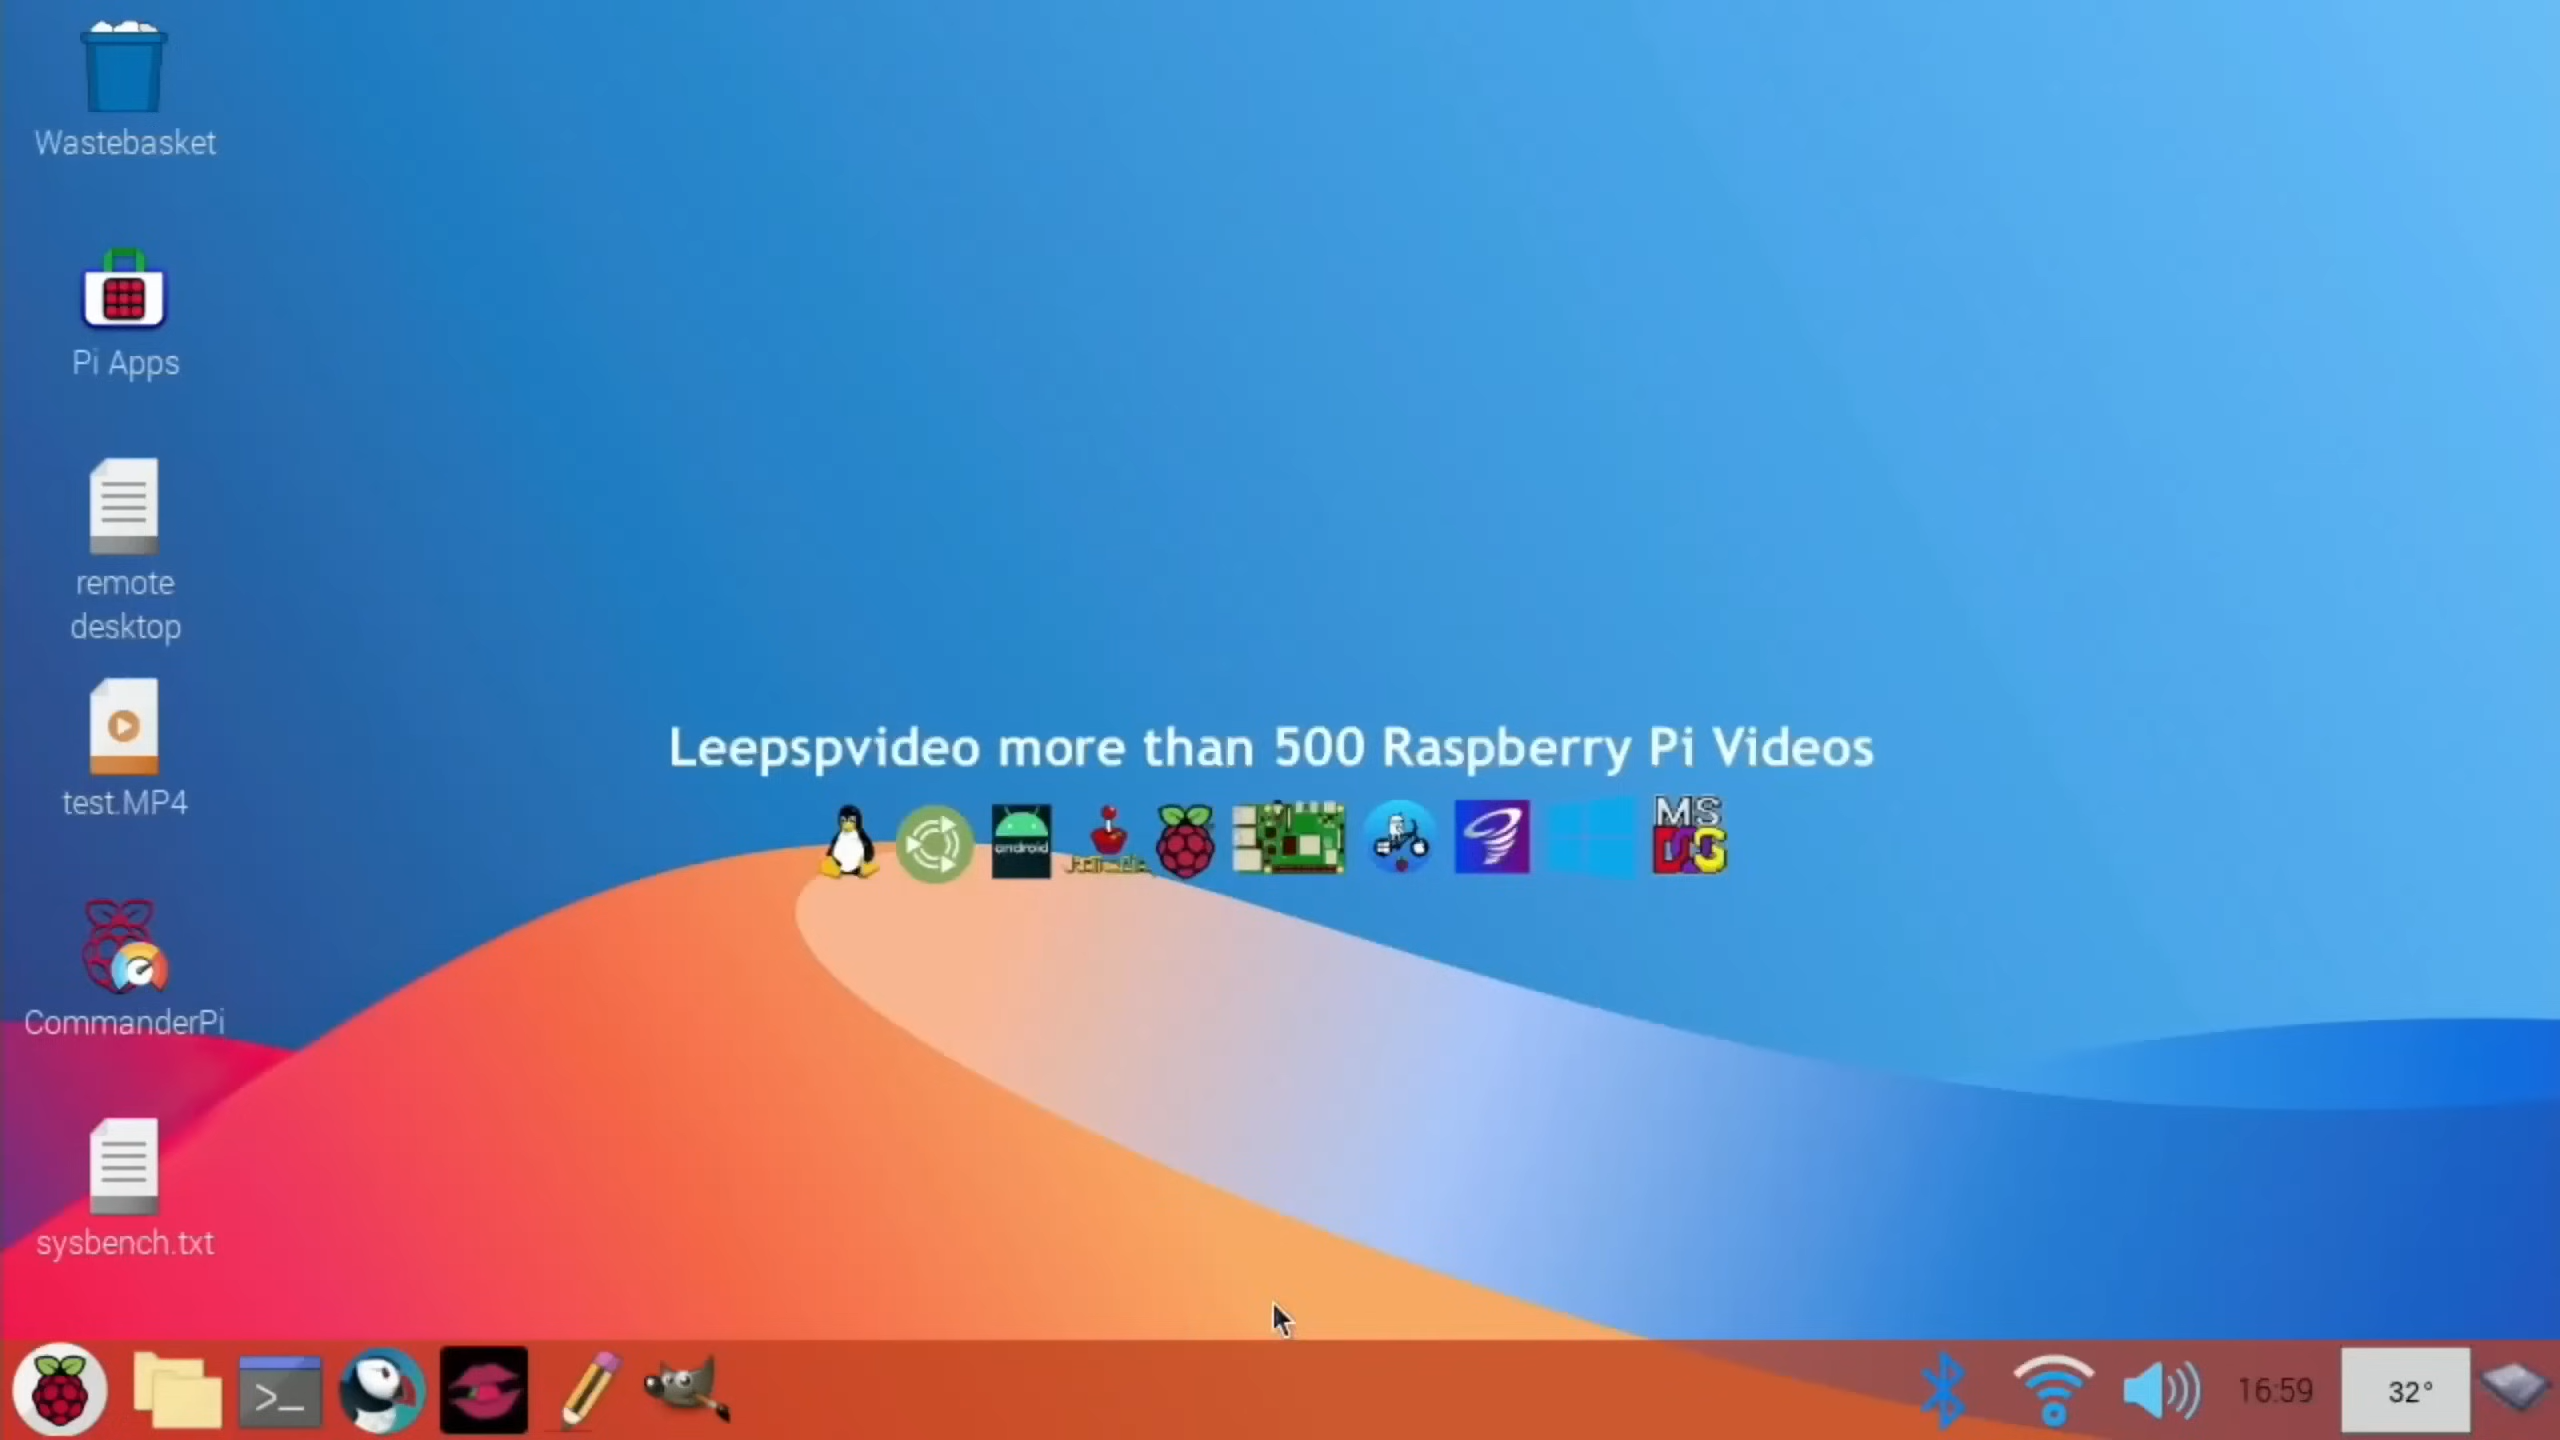 Wastebasket
Pi Apps
remote
desktop
test.MP4
CommanderPi
sysbench.txt
Leepspvideo more than 500 Raspberry Pi Videos
android
MS
16:59
32°